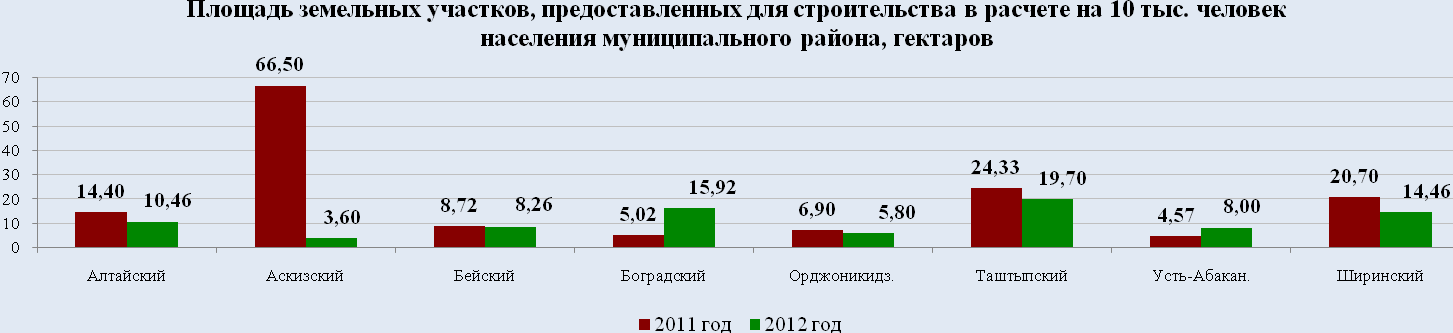 Площадь земельных участков, предоставленных для строительства в расчете на 10 тыс. человек
населения муниципального района, гектаров
70
60
50
40
30
20
10
0
14,40
10,46
66,50
3,60
8,72
8,26
5,02
15,92
6,90
5,80
24,33
19,70
4,57
8,00
20,70
14,46
Алтайский
Аскизский
Бейский
Боградский
Орджоникидз.
Таштыпский
Усть-Абакан.
Ширинский
2011 год
2012 год